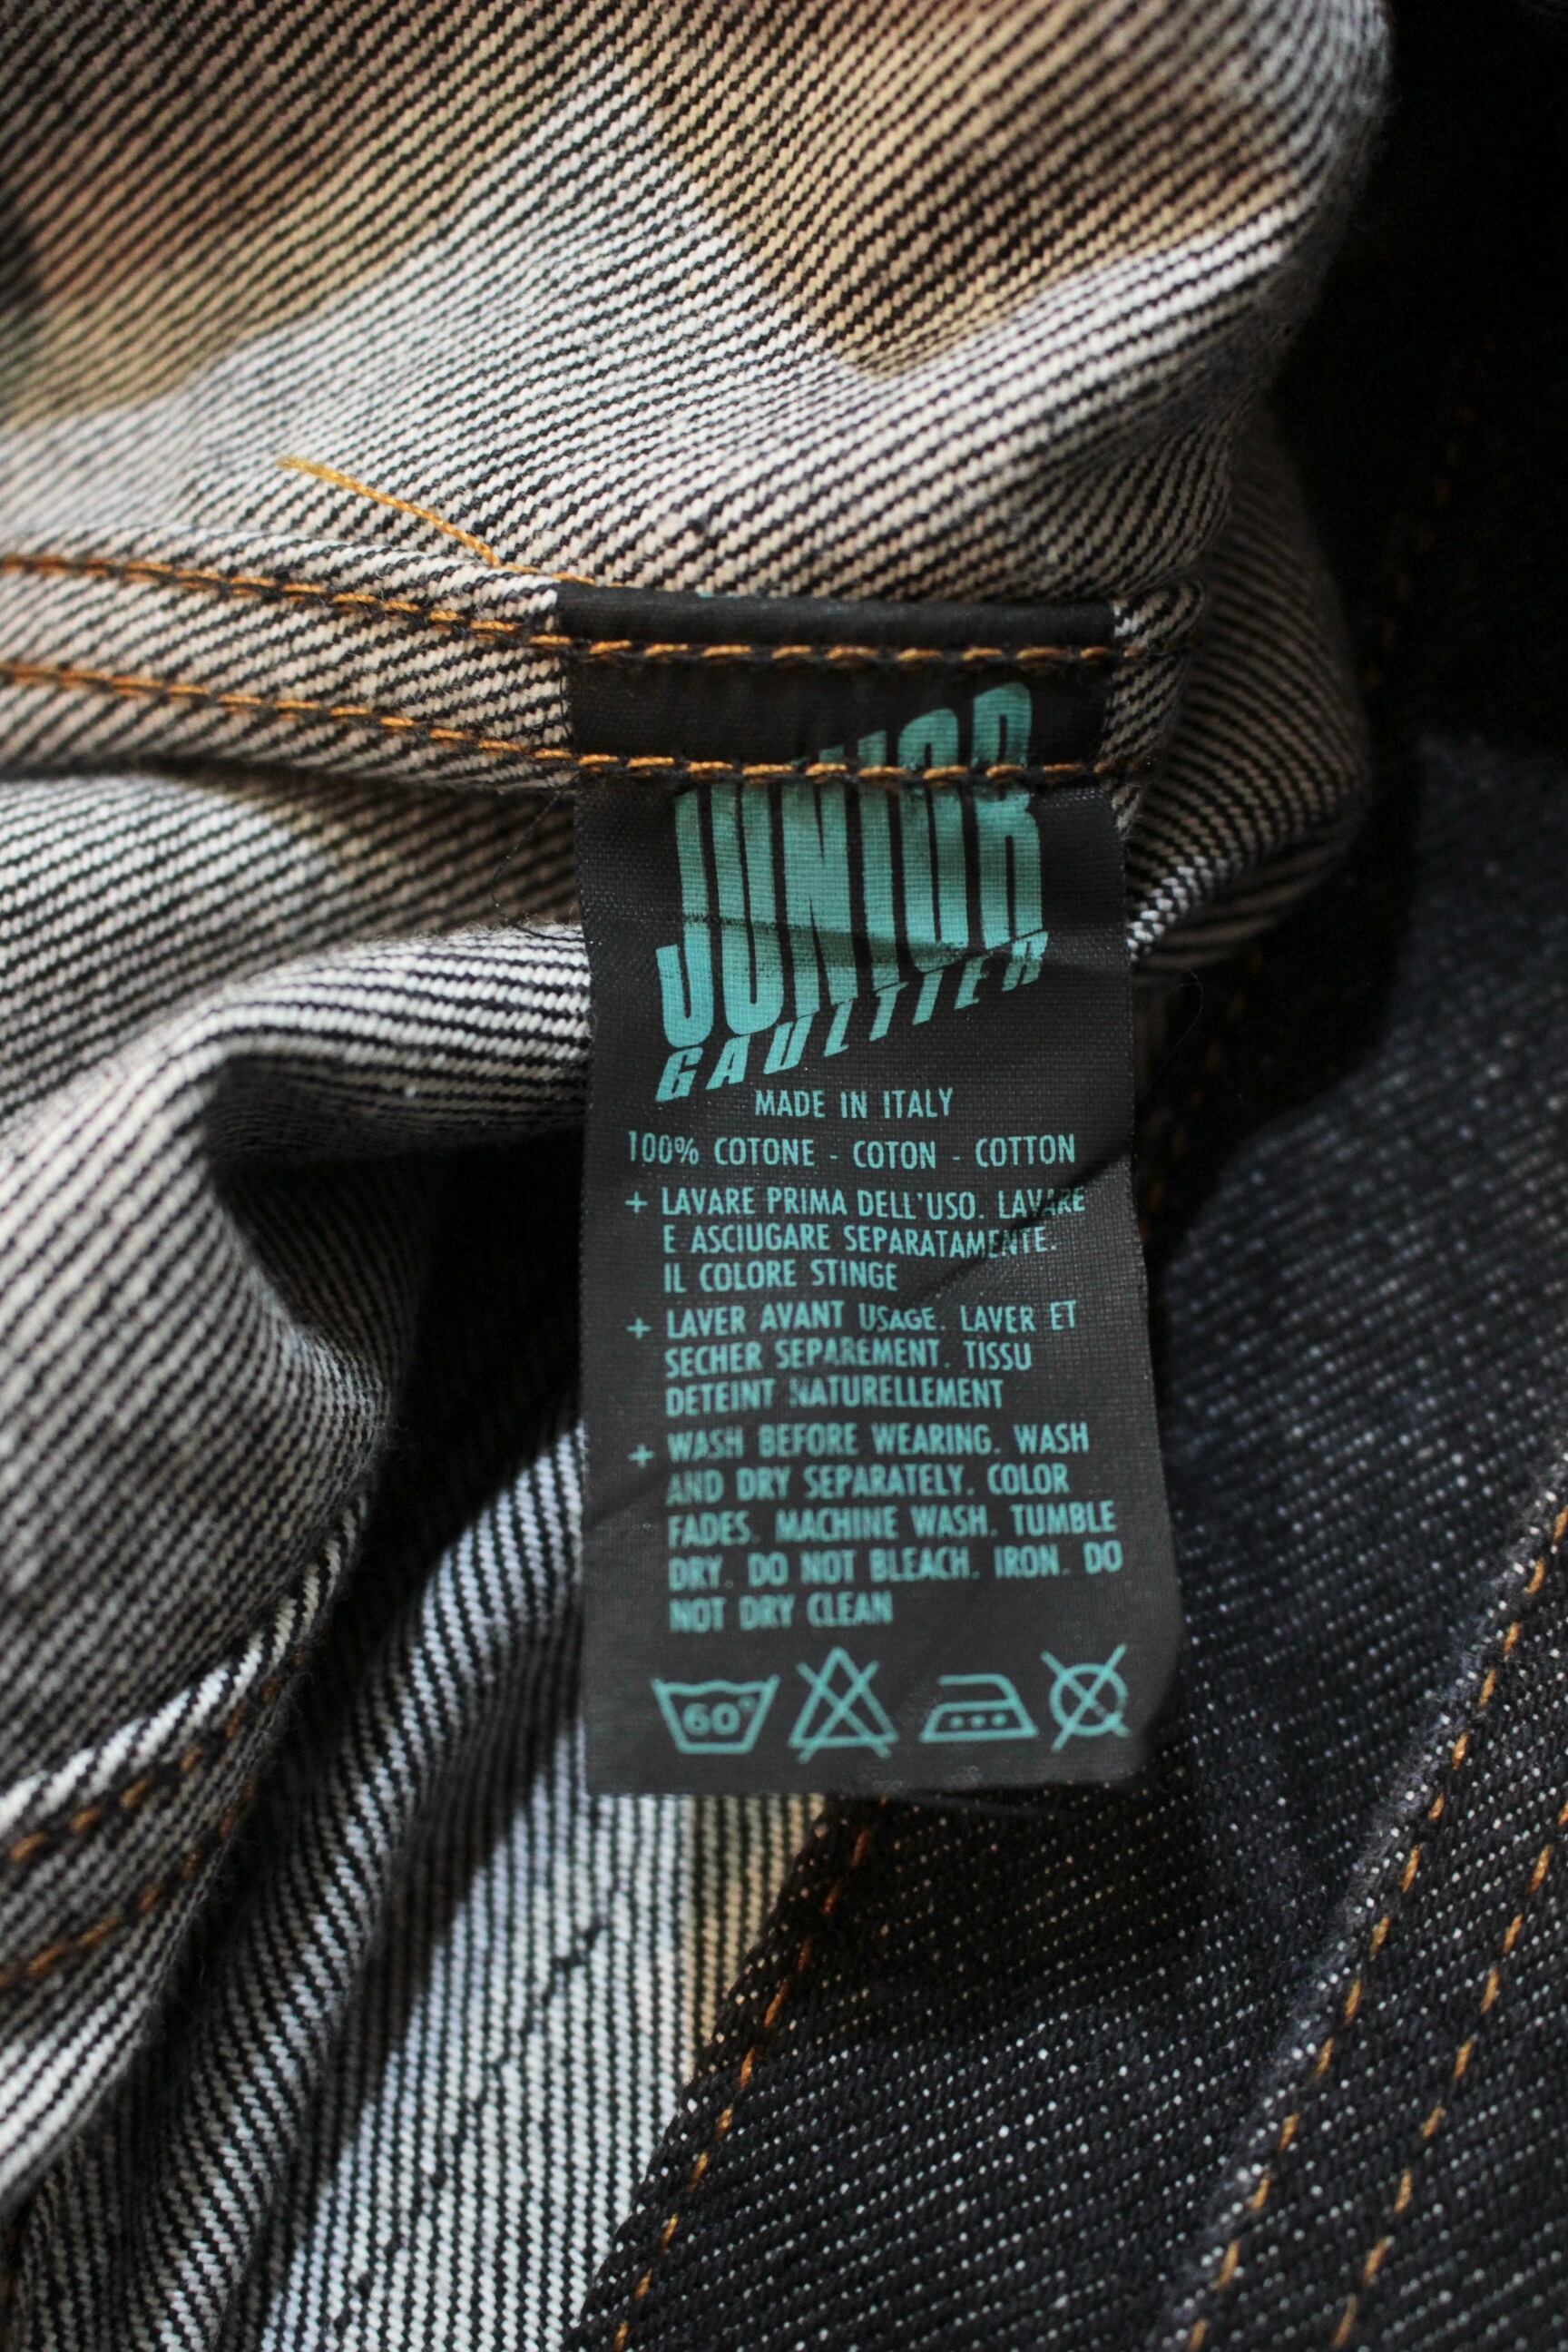 JUNIOR
GAULTIER
MADE IN ITALY
100% COTONE - COTON - COTTON
+ LAVARE PRIMA DELL'USO. LAVARE
E ASCIUGARE SEPARATAMENTE.
IL COLORE STINGE
+ LAVER AVANT USAGE. LAVER ET
SECHER SEPAREMENT. TISSU
DETEINT NATURELLEMENT
+ WASH BEFORE WEARING. WASH
AND DRY SEPARATELY. COLOR
FADES. MACHINE WASH. TUMBLE
DRY. DO NOT BLEACH. IRON. DO
NOT DRY CLEAN
60°